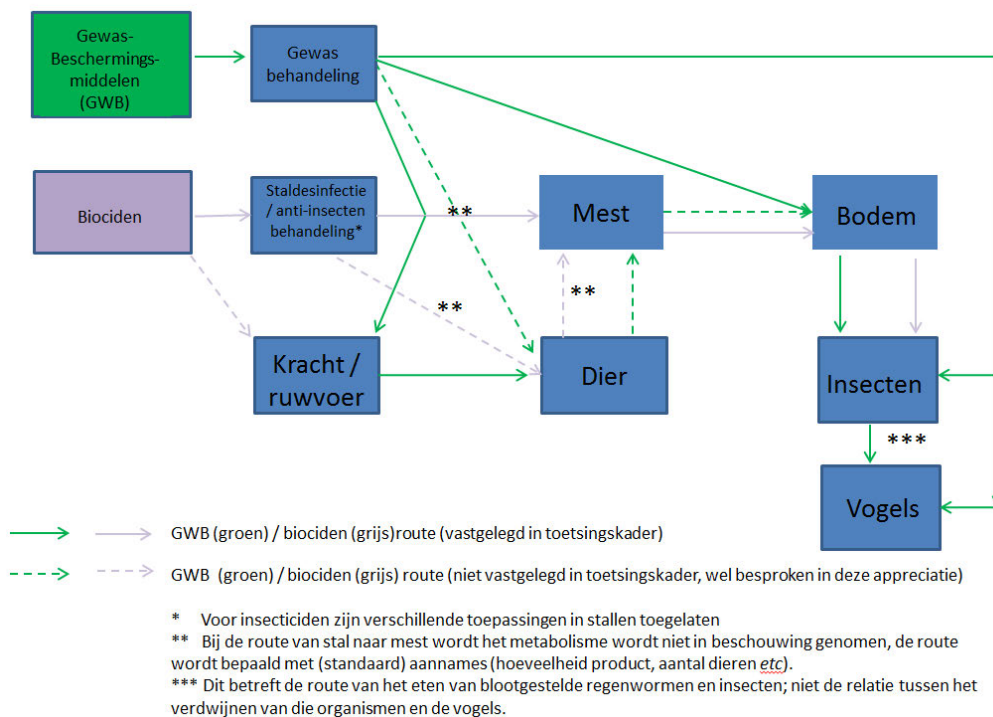 Gewas-
Beschermings-
middelen
(GWB)
Gewas
behandeling
Biociden
Staldesinfectie
/ anti-insecten
behandeling*
**
Mest
Bodem
**
**
Kracht /
ruwvoer
Dier
Insecten
***
Vogels
GWB (groen) / biociden (grijs)route (vastgelegd in toetsingskader)
GWB (groen) / biociden (grijs) route (niet vastgelegd in toetsingskader, wel besproken in deze appreciatie)
* Voor insecticiden zijn verschillende toepassingen in stallen toegelaten
** Bij de route van stal naar mest wordt het metabolisme wordt niet in beschouwing genomen, de route
wordt bepaald met (standaard) aannames (hoeveelheid product, aantal dieren etc).
*** Dit betreft de route van het eten van blootgestelde regenwormen en insecten; niet de relatie tussen het
verdwijnen van die organismen en de vogels.